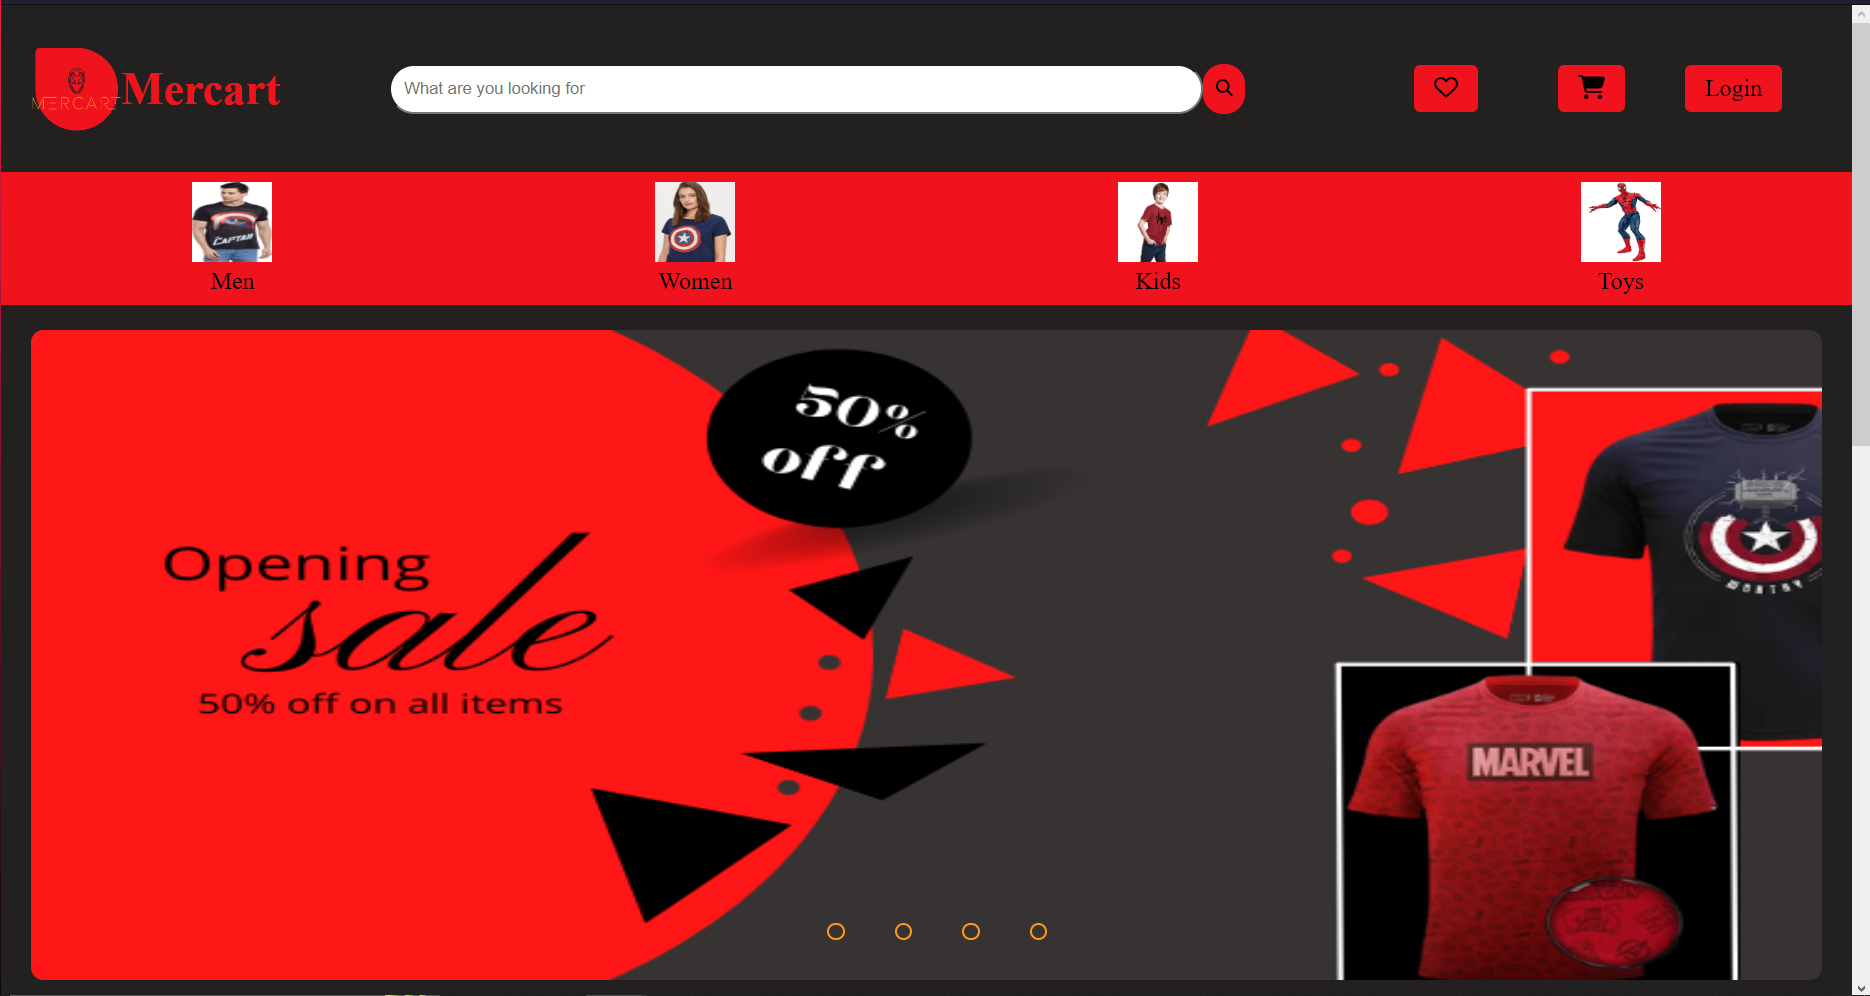 MERCART
Mercart
What are you looking for
Login
CAPTAIN
Men
Women
Kids
Toys
50%
off
Opening
sale
50% off on all items
WORTHY
MARVEL